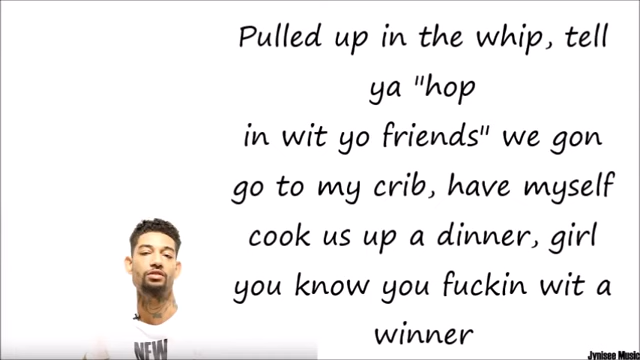 Pulled up in the whip, tell
ya "hop
in wit yo friends" we gon
go to my crib, have myself
cook us up a dinner, girl
you know you fuckin wit a
winner
NEW
Jvnisee Music